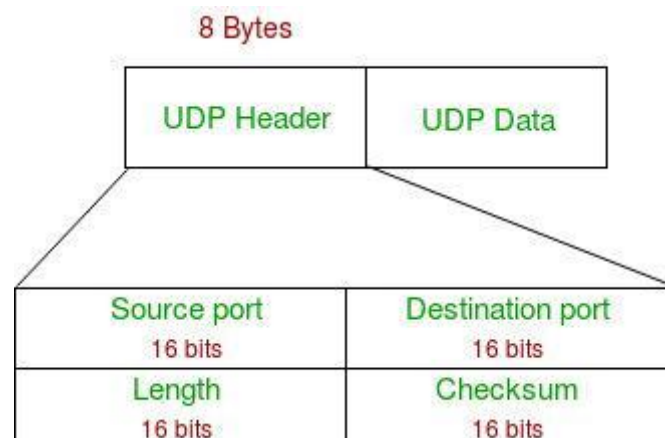 8 Bytes
UDP Header UDP Data
Source port Destination port
16 bits 16 bits
Length Checksum
16 bits 16 bits